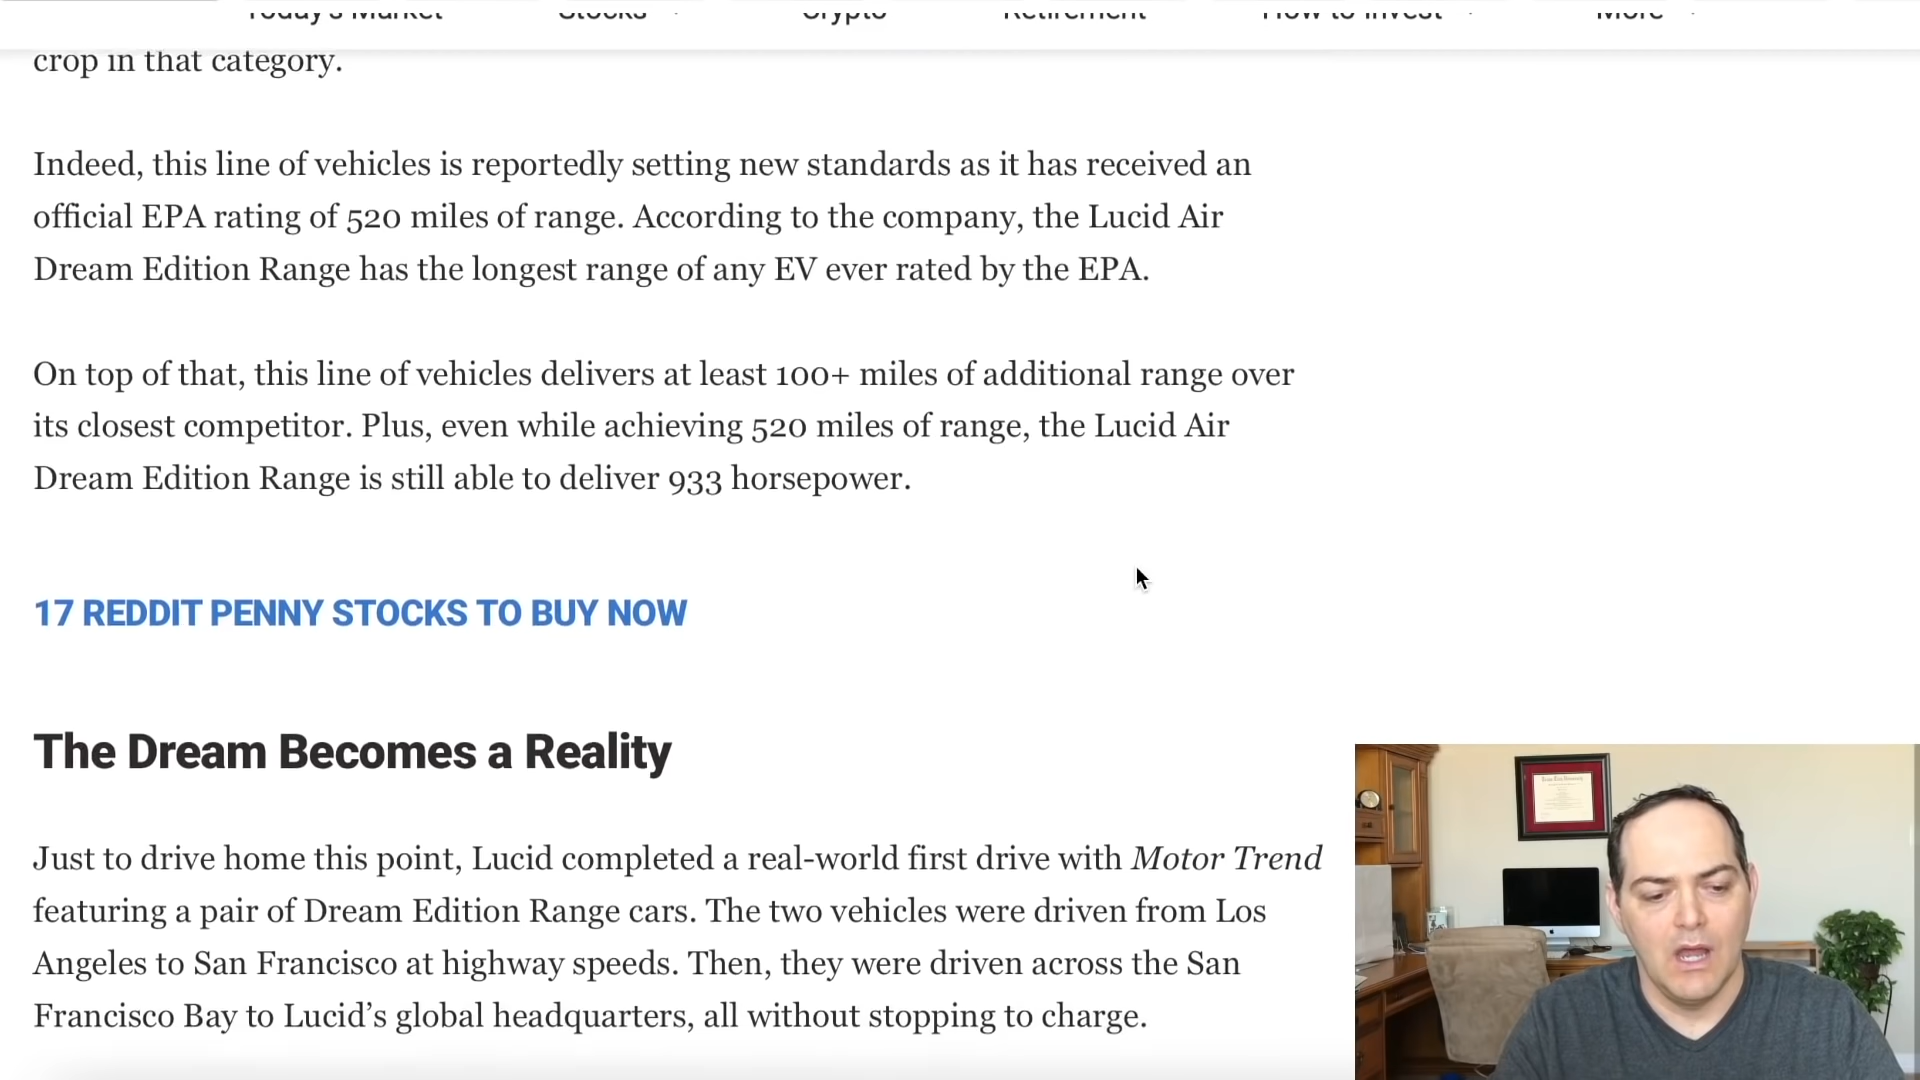 Today's Market Stocks Crypto Retirement How to Invest More
crop in that category.
Indeed, this line of vehicles is reportedly setting new standards as it has received an
official EPA rating of 520 miles of range. According to the company, the Lucid Air
Dream Edition Range has the longest range of any EV ever rated by the EPA.
On top of that, this line of vehicles delivers at least 100+ miles of additional range over
its closest competitor. Plus, even while achieving 520 miles of range, the Lucid Air
Dream Edition Range is still able to deliver 933 horsepower.
17 REDDIT PENNY STOCKS TO BUY NOW
The Dream Becomes a Reality
Just to drive home this point, Lucid completed a real-world first drive with Motor Trend
featuring a pair of Dream Edition Range cars. The two vehicles were driven from Los
Angeles to San Francisco at highway speeds. Then, they were driven across the San
Francisco Bay to Lucid’s global headquarters, all without stopping to charge.